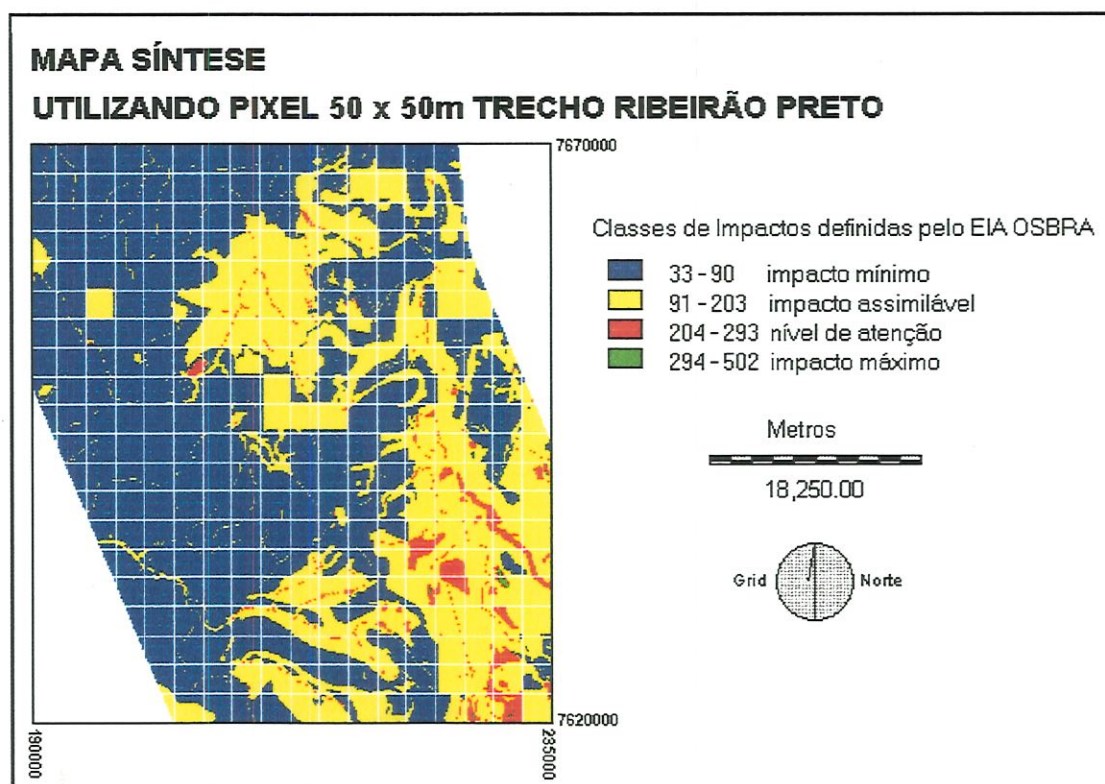 MAPA SÍNTESE
UTILIZANDO PIXEL 50 x 50m TRECHO RIBEIRÃO PRETO
7670000
Classes de Impactos definidas pelo EIA OSBRA
33 - 90 impacto mínimo
91 - 203 impacto assimilável
204 - 293 nível de atenção
294 - 502 impacto máximo
Metros
18,250.00
Grid Norte
7620000
190000
235000